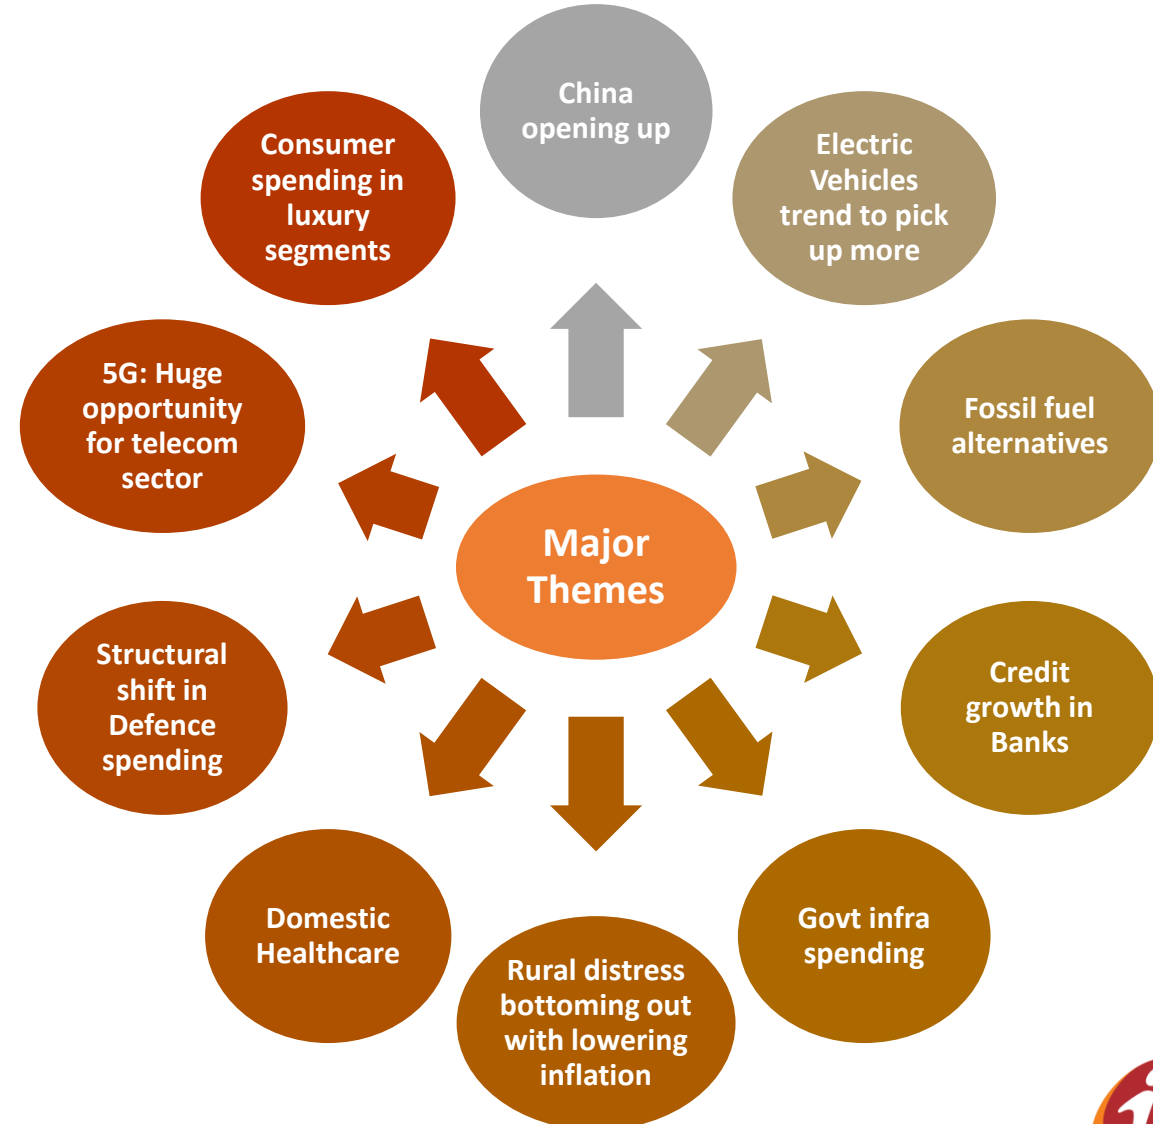 China
opening up
Electric
Vehicles
trend to pick
up more
Fossil fuel
alternatives
Credit
growth in
Banks
Govt infra
spending
Rural distress
bottoming out
with lowering
inflation
Domestic
Healthcare
Structural
shift in
Defence
spending
5G: Huge
opportunity
for telecom
sector
Consumer
spending in
luxury
segments
Major
Themes